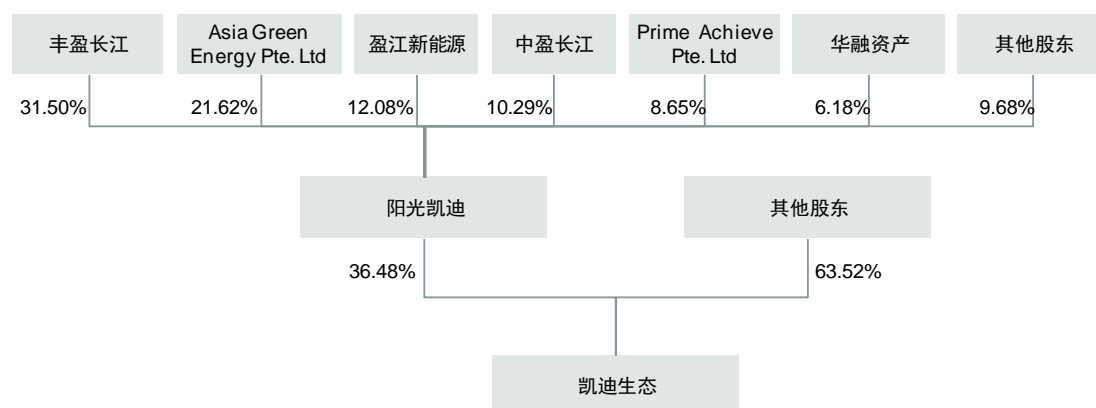 丰盈长江
Asia Green
Energy Pte. Ltd
盈江新能源
中盈长江
Prime Achieve
Pte. Ltd
华融资产
其他股东
31.50%
21.62%
12.08%
10.29%
8.65%
6.18%
9.68%
阳光凯迪
其他股东
36.48%
63.52%
凯迪生态